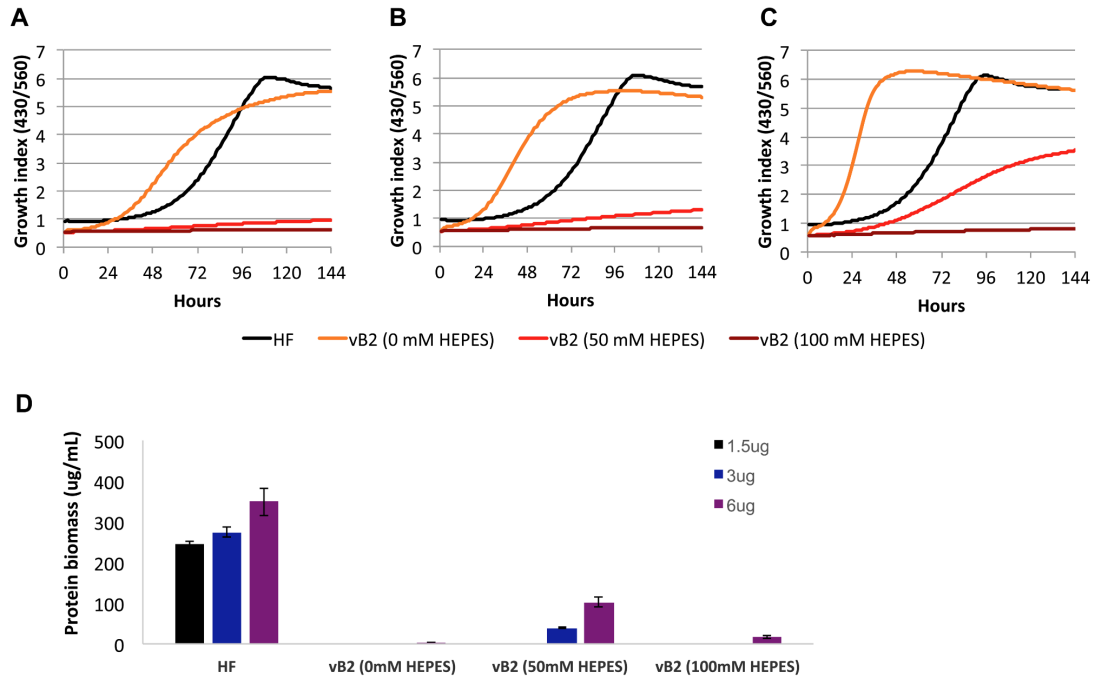 A
B
C
Growth index (430/560)
7
6
5
4
3
2
1
0
0 24 48 72 96 120 144
Hours
Growth index (430/560)
7
6
5
4
3
2
1
0
0 24 48 72 96 120 144
Hours
Growth index (430/560)
7
6
5
4
3
2
1
0
0 24 48 72 96 120 144
Hours
HF vB2 (0 mM HEPES) vB2 (50 mM HEPES) vB2 (100 mM HEPES)
D
Protein biomass (ug/mL)
500
400
300
200
100
0
1.5ug
3ug
6ug
HF vB2 (0mM HEPES) vB2 (50mM HEPES) vB2 (100mM HEPES)